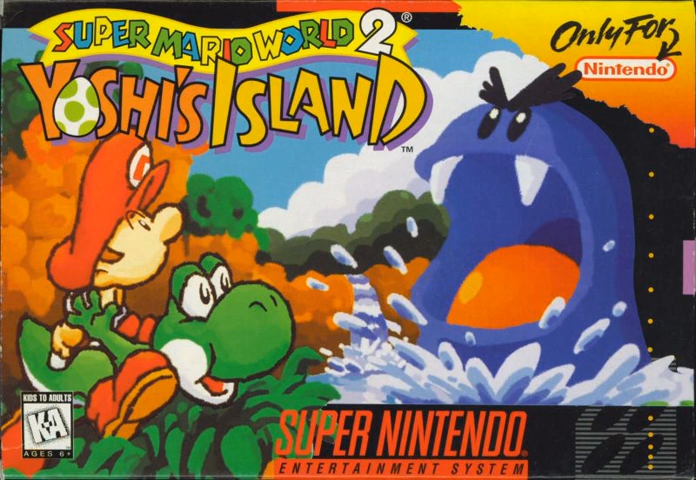 SUPER MARIO WORLD 2®
YOSHI'S ISLAND
™
Only For
Nintendo®
KIDS TO ADULTS
KA
AGES 6+
SUPER NINTENDO®
ENTERTAINMENT SYSTEM